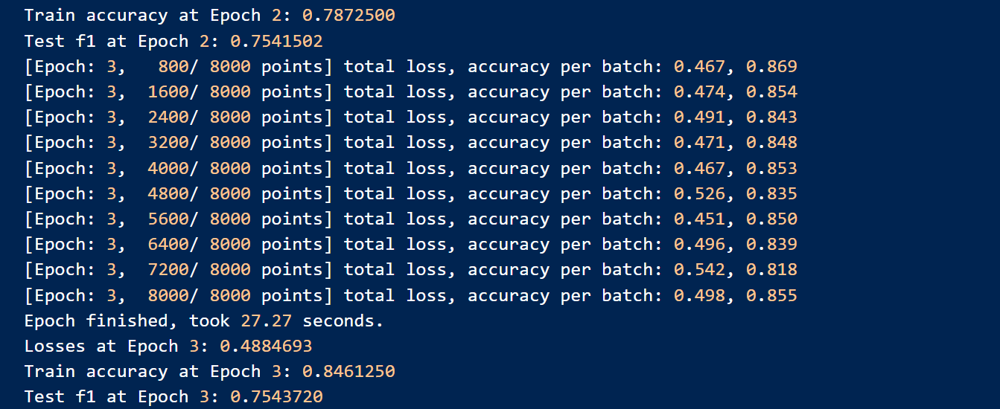 Train accuracy at Epoch 2: 0.7872500
Test f1 at Epoch 2: 0.7541502
[Epoch: 3,   800/ 8000 points] total loss, accuracy per batch: 0.467, 0.869
[Epoch: 3,  1600/ 8000 points] total loss, accuracy per batch: 0.474, 0.854
[Epoch: 3,  2400/ 8000 points] total loss, accuracy per batch: 0.491, 0.843
[Epoch: 3,  3200/ 8000 points] total loss, accuracy per batch: 0.471, 0.848
[Epoch: 3,  4000/ 8000 points] total loss, accuracy per batch: 0.467, 0.853
[Epoch: 3,  4800/ 8000 points] total loss, accuracy per batch: 0.526, 0.835
[Epoch: 3,  5600/ 8000 points] total loss, accuracy per batch: 0.451, 0.850
[Epoch: 3,  6400/ 8000 points] total loss, accuracy per batch: 0.496, 0.839
[Epoch: 3,  7200/ 8000 points] total loss, accuracy per batch: 0.542, 0.818
[Epoch: 3,  8000/ 8000 points] total loss, accuracy per batch: 0.498, 0.855
Epoch finished, took 27.27 seconds.
Losses at Epoch 3: 0.4884693
Train accuracy at Epoch 3: 0.8461250
Test f1 at Epoch 3: 0.7543720